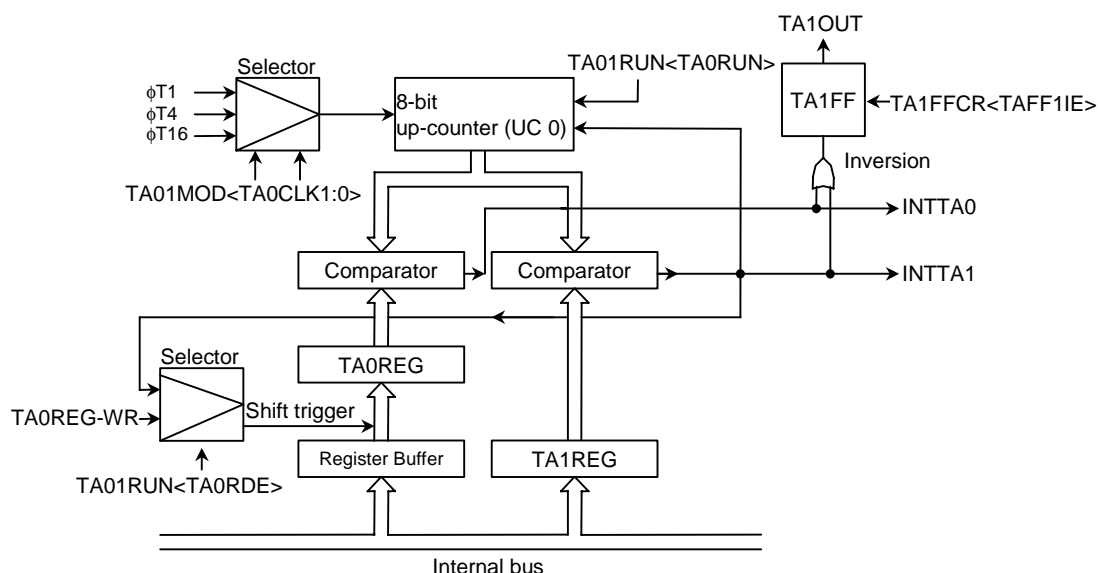 TA1OUT
Selector
TA01RUN<TA0RUN>
ϕT1
ϕT4
ϕT16
8-bit
up-counter (UC 0)
TA1FF
TA1FFCR<TAFF1IE>
Inversion
TA01MOD<TA0CLK1:0>
INTTA0
Comparator
Comparator
INTTA1
Selector
TA0REG
TA0REG-WR
Shift trigger
Register Buffer
TA1REG
TA01RUN<TA0RDE>
Internal bus